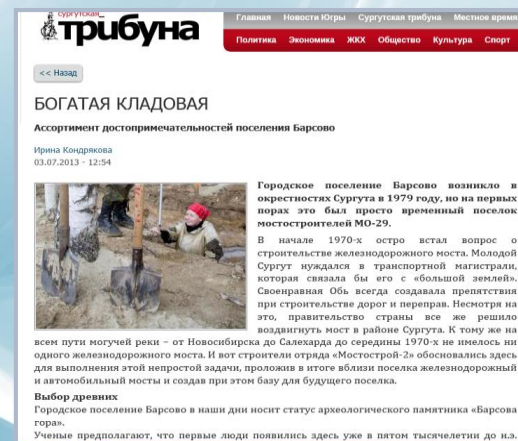 сургутская
трибуна
Главная Новости Югры Сургутская трибуна Местное время
Политика Экономика ЖКХ Общество Культура Спорт
<< Назад
БОГАТАЯ КЛАДОВАЯ
Ассортимент достопримечательностей поселения Барсово
Ирина Кондрякова
03.07.2013 - 12:54
Городское поселение Барсово возникло в
окрестностях Сургута в 1979 году, но на первых
порах это был просто временный поселок
мостостроителей МО-29.
В начале 1970-х остро встал вопрос о
строительстве железнодорожного моста. Молодой
Сургут нуждался в транспортной магистрали,
которая связала бы его с «большой землей».
Своенравная Обь всегда создавала препятствия
при строительстве дорог и переправ. Несмотря на
это, правительство страны все же решило
воздвигнуть мост в районе Сургута. К тому же на
всем пути могучей реки – от Новосибирска до Салехарда до середины 1970-х не имелось ни
одного железнодорожного моста. И вот строители отряда «Мостострой-2» обосновались здесь
для выполнения этой непростой задачи, проложив в итоге вблизи поселка железнодорожный
и автомобильный мосты и создав при этом базу для будущего поселка.
Выбор древних
Городское поселение Барсово в наши дни носит статус археологического памятника «Барсова
гора».
Ученые предполагают, что первые люди появились здесь уже в пятом тысячелетии до н.э.